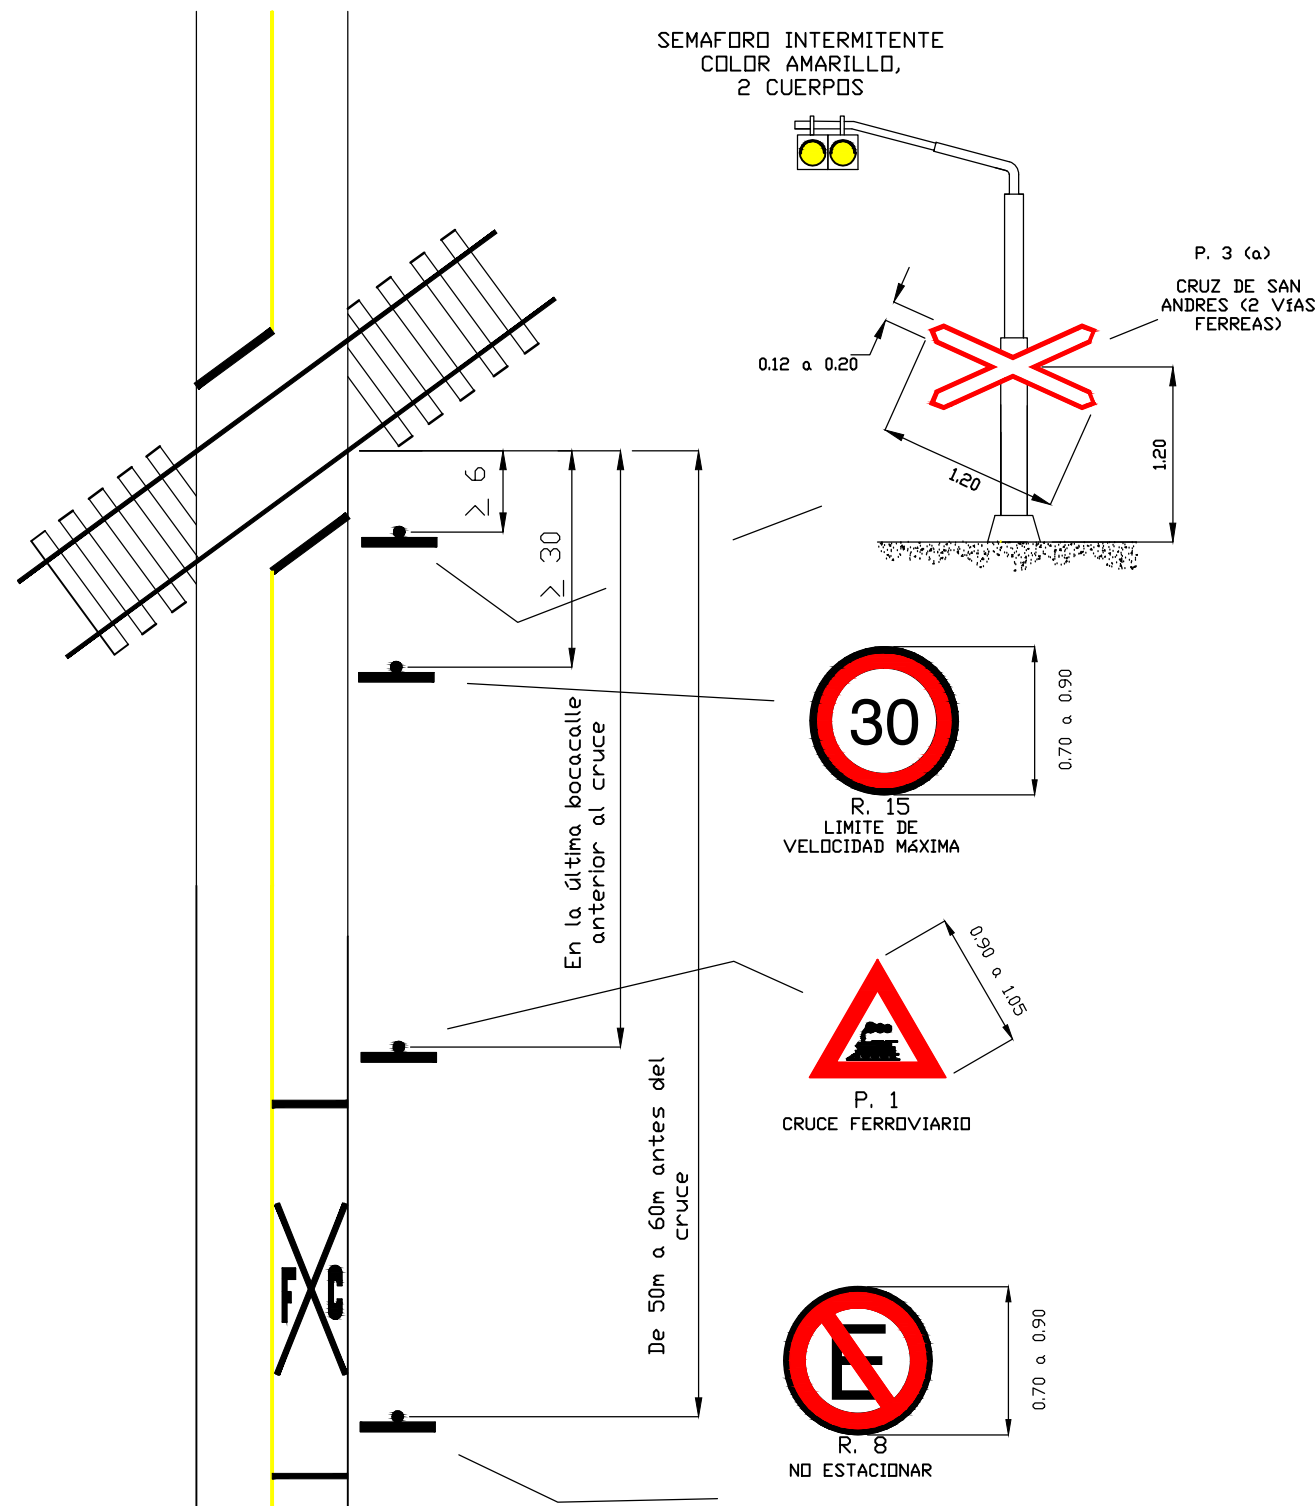 SEMAFORO INTERMITENTE
COLOR AMARILLO,
2 CUERPOS
P. 3 (a)
CRUZ DE SAN
ANDRES (2 VíAS
FERREAS)
0.12 a 0.20
1.20
1.20
≥ 6
≥ 30
En la última bocacalle
anterior al cruce
30
0.70 a 0.90
R. 15
LIMITE DE
VELOCIDAD MáXIMA
0.90 a 1.05
P. 1
CRUCE FERROVIARIO
De 50m a 60m antes del
cruce
F C
E
0.70 a 0.90
R. 8
NO ESTACIONAR